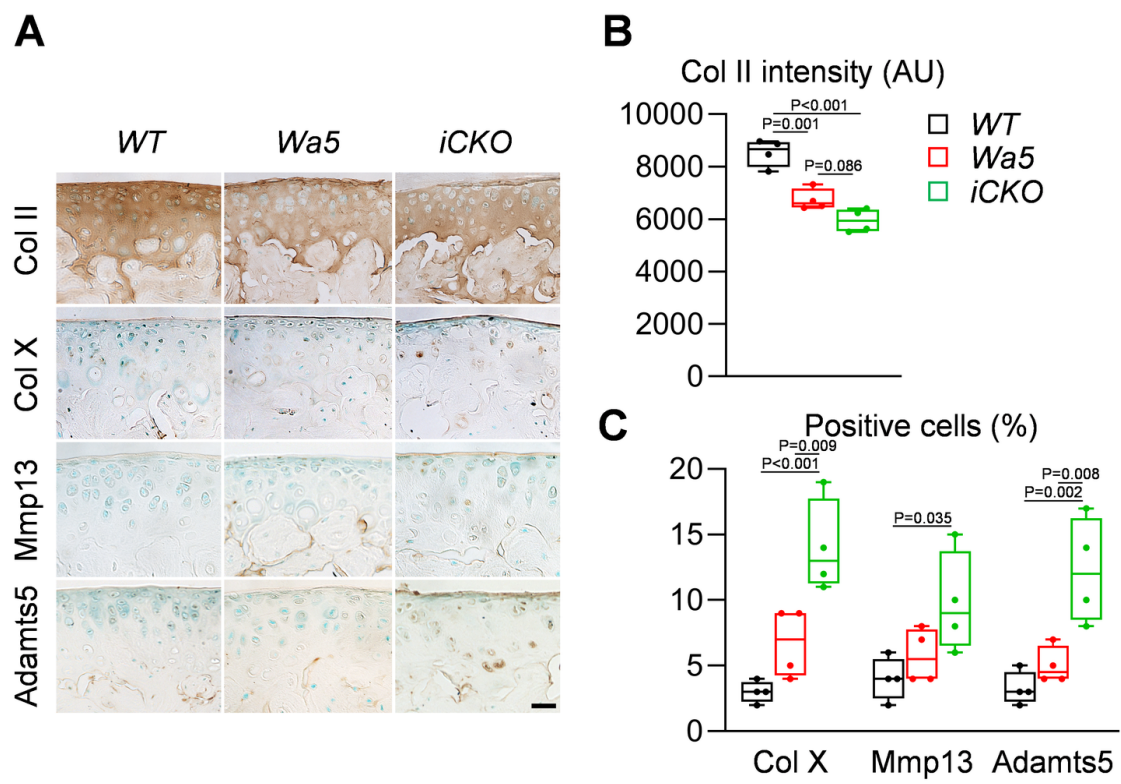 A
WT Wa5 iCKO
Col II
Col X
Mmp13
Adamts5
B
Col II intensity (AU)
10000
8000
6000
4000
2000
0
P<0.001
P=0.001
P=0.086
WT
Wa5
iCKO
C
Positive cells (%)
20
15
10
5
0
P=0.009
P<0.001
P=0.035
P=0.008
P=0.002
Col X Mmp13 Adamts5